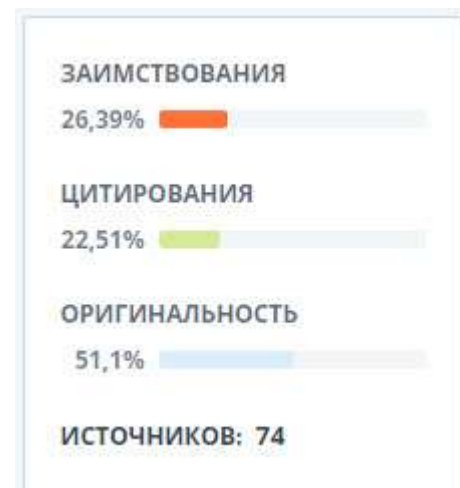 ЗАИМСТВОВАНИЯ
26,39%
ЦИТИРОВАНИЯ
22,51%
ОРИГИНАЛЬНОСТЬ
51,1%
ИСТОЧНИКОВ: 74